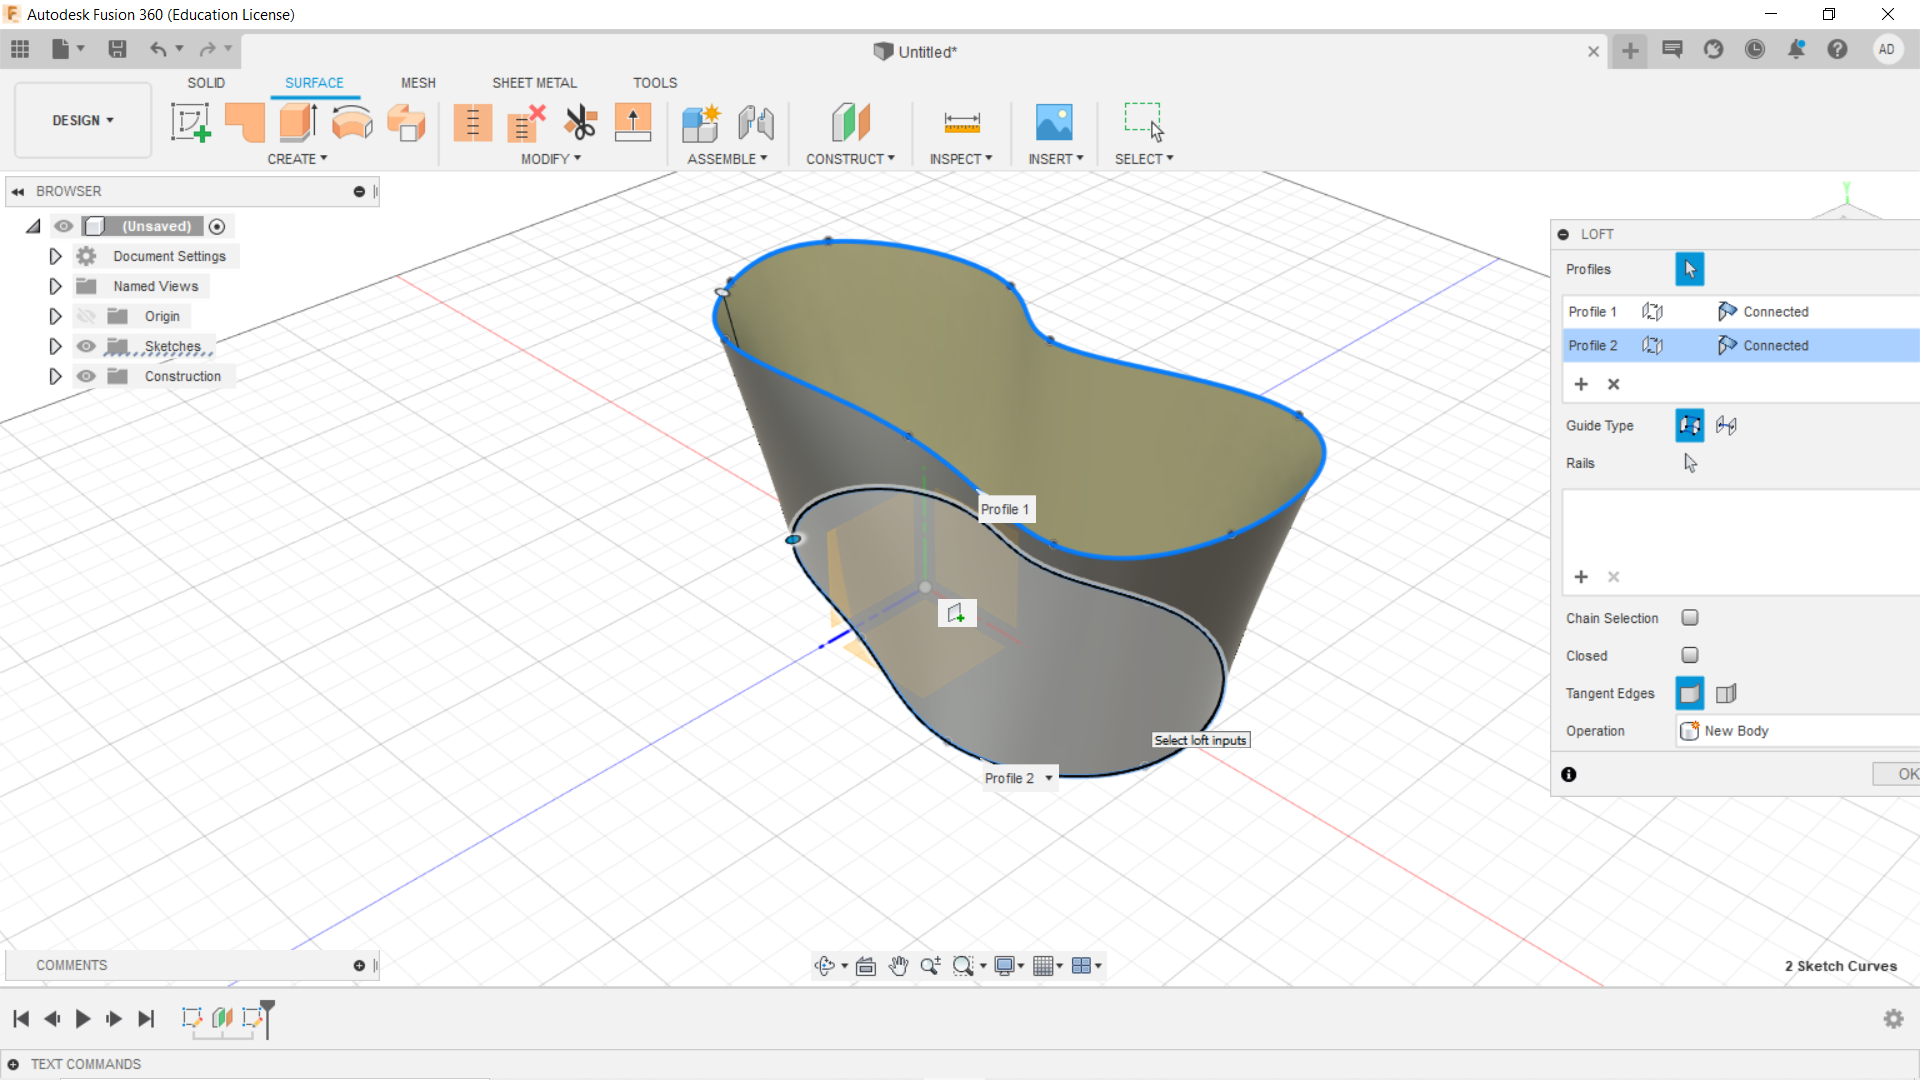 Autodesk Fusion 360 (Education License)
Untitled*
AD
SOLID
SURFACE
MESH
SHEET METAL
TOOLS
DESIGN
CREATE
MODIFY
ASSEMBLE
CONSTRUCT
INSPECT
INSERT
SELECT
BROWSER
(Unsaved)
Document Settings
Named Views
Origin
Sketches
Construction
Y
LOFT
Profiles
Profile 1 Connected
Profile 2 Connected
Guide Type
Rails
Chain Selection
Closed
Tangent Edges
Operation New Body
OK
Profile 1
Select loft inputs
Profile 2
COMMENTS
2 Sketch Curves
TEXT COMMANDS